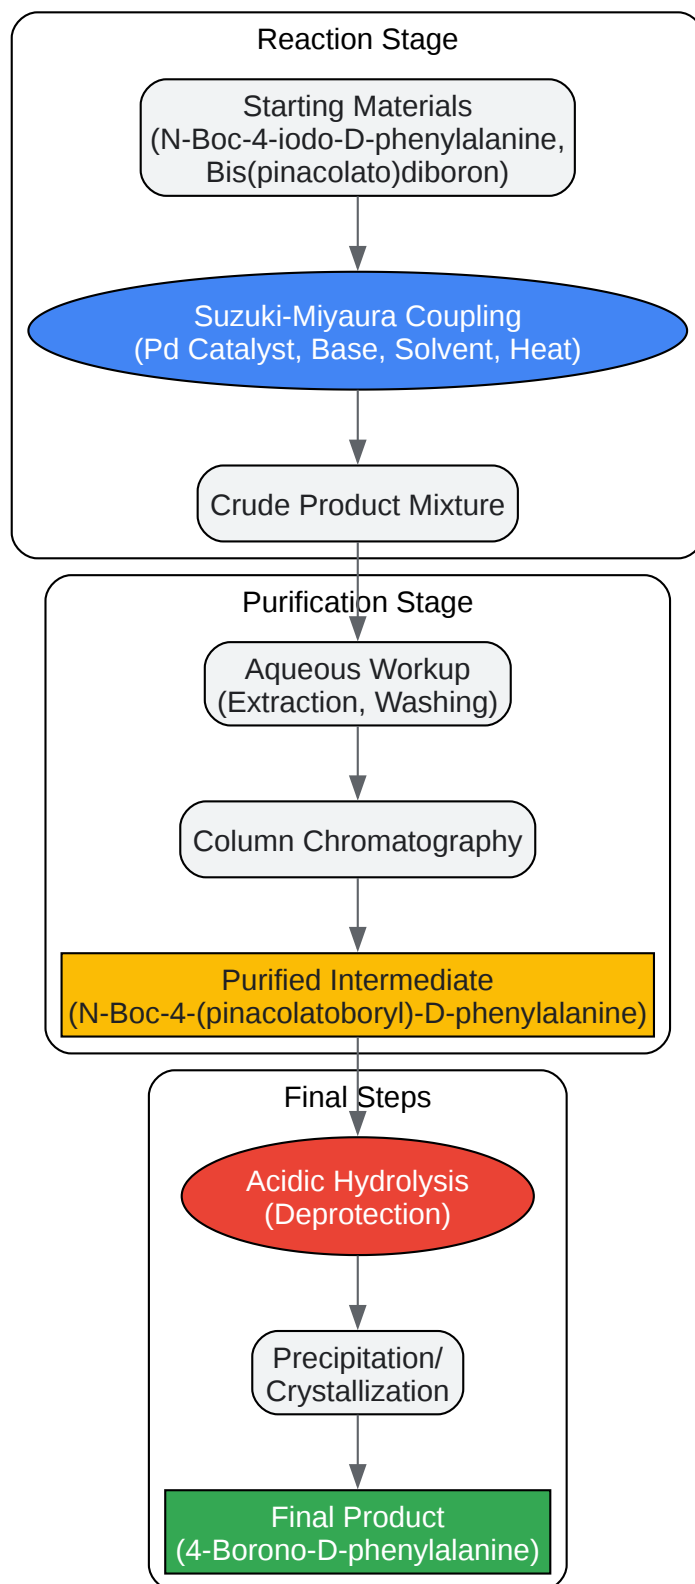 Reaction Stage
Starting Materials
(N-Boc-4-iodo-D-phenylalanine,
Bis(pinacolato)diboron)
Suzuki-Miyaura Coupling
(Pd Catalyst, Base, Solvent, Heat)
Crude Product Mixture
Purification Stage
Aqueous Workup
(Extraction, Washing)
Column Chromatography
Purified Intermediate
(N-Boc-4-(pinacolatoboryl)-D-phenylalanine)
Final Steps
Acidic Hydrolysis
(Deprotection)
Precipitation/
Crystallization
Final Product
(4-Borono-D-phenylalanine)